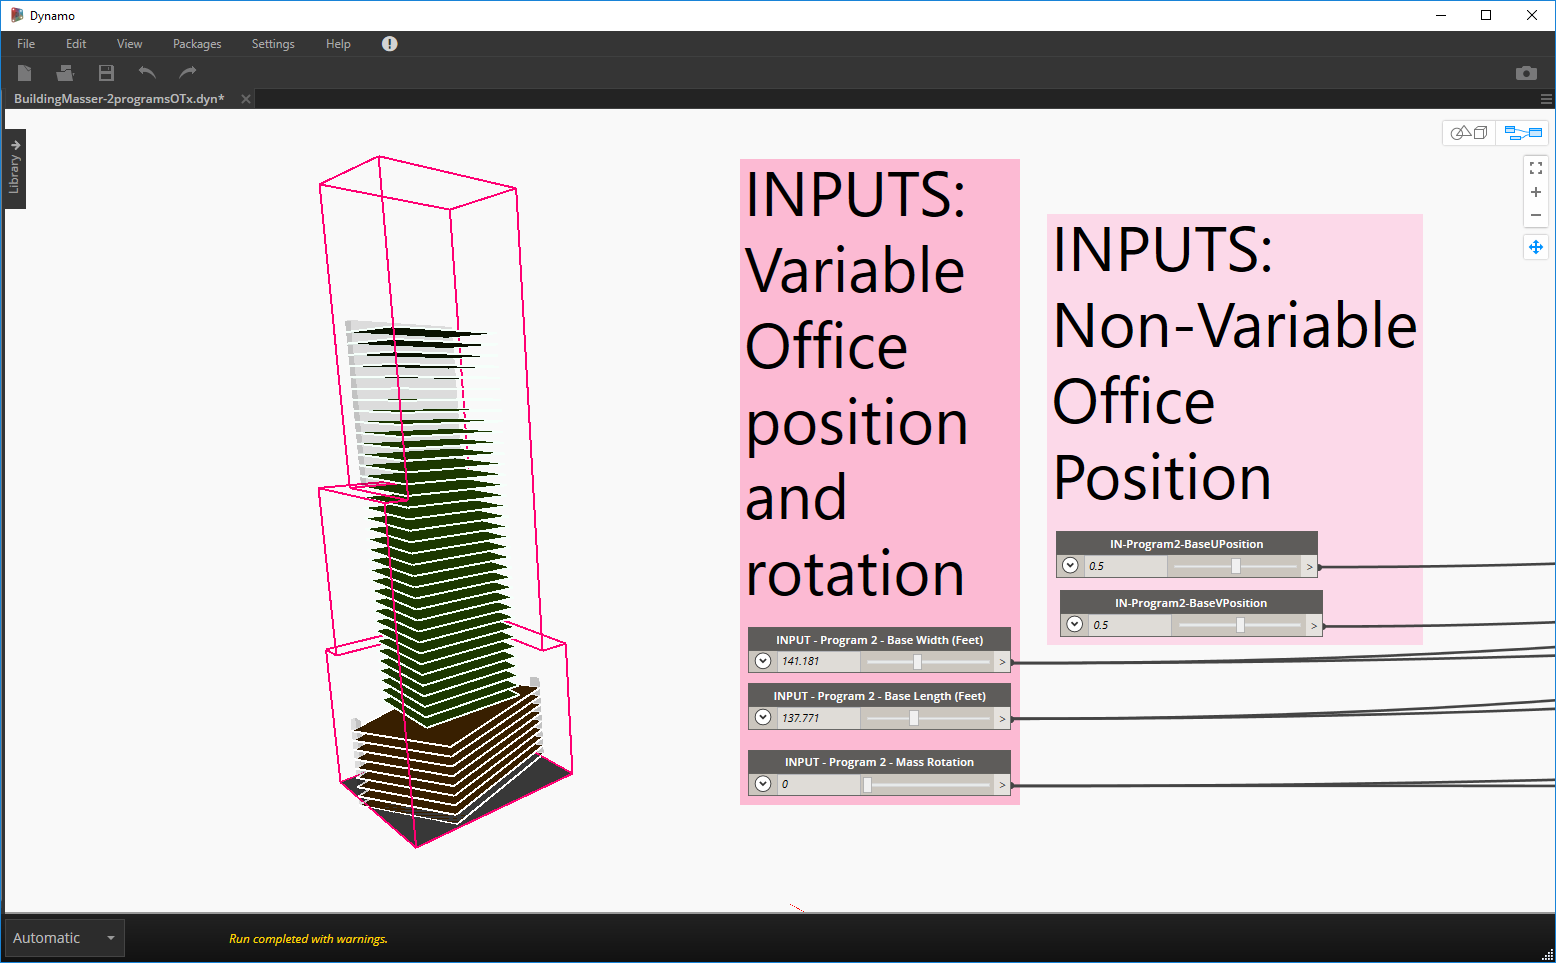 Dynamo
File Edit View Packages Settings Help
BuildingMasser-2programsOTx.dyn*
Library
INPUTS:
Variable
Office
position
and
rotation
INPUT - Program 2 - Base Width (Feet)
141.181
>
INPUT - Program 2 - Base Length (Feet)
137.771
>
INPUT - Program 2 - Mass Rotation
0
>
INPUTS:
Non-Variable
Office
Position
IN-Program2-BaseUPosition
0.5
>
IN-Program2-BaseVPosition
0.5
>
Automatic
Run completed with warnings.